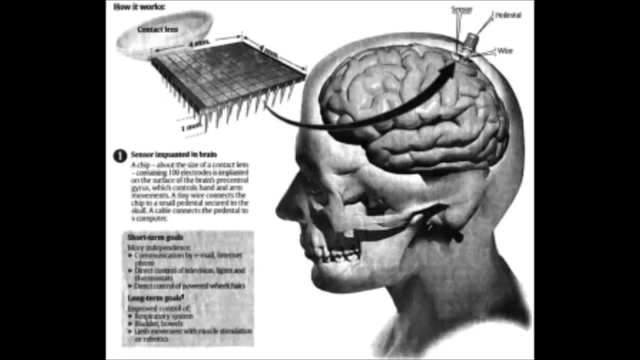 How it works:
Contact lens
4 mm.
4 mm.
1 mm.
Sensor
Pedestal
Wire
1 Sensor implanted in brain
A chip – about the size of a contact lens
– containing 100 electrodes is implanted
on the surface of the brain's precentral
gyrus, which controls hand and arm
movements. A tiny wire connects the
chip to a small pedestal secured to the
skull. A cable connects the pedestal to
a computer.
Short-term goals
More independence:
➤ Communication by e-mail, Internet
phone
➤ Direct control of television, lights and
thermostats
➤ Direct control of powered wheelchairs
Long-term goals
Improved control of:
➤ Respiratory system
➤ Bladder, bowels
➤ Limb movement with muscle stimulation
or robotics